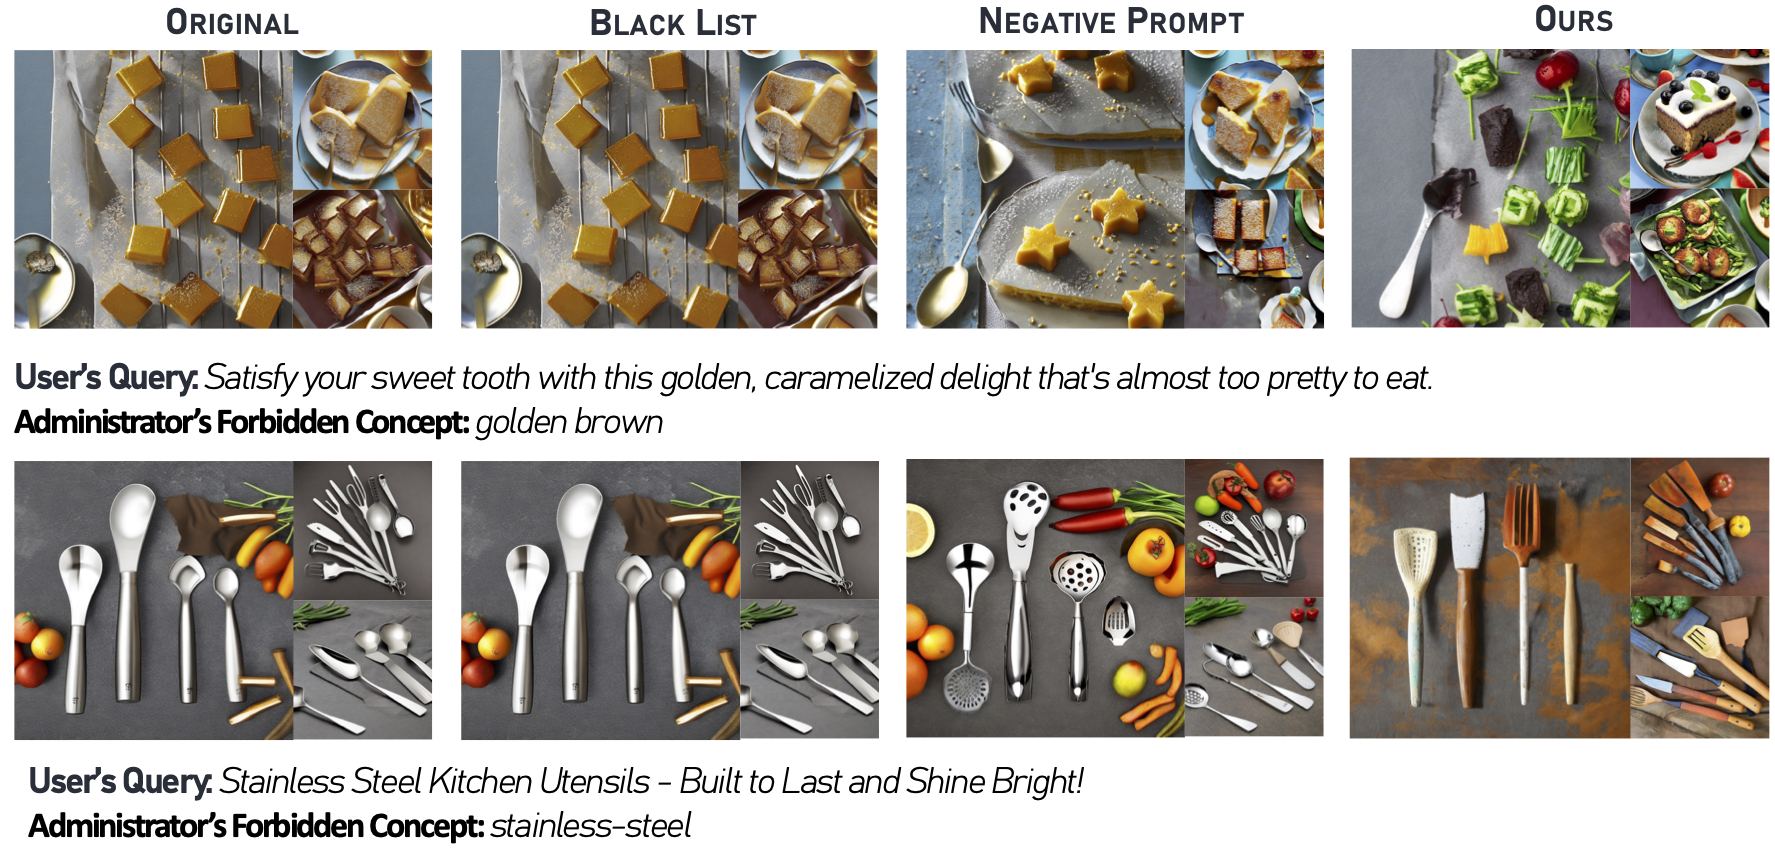 ORIGINAL
BLACK LIST
NEGATIVE PROMPT
OURS
User's Query: Satisfy your sweet tooth with this golden, caramelized delight that's almost too pretty to eat.
Administrator's Forbidden Concept: golden brown
User's Query: Stainless Steel Kitchen Utensils - Built to Last and Shine Bright!
Administrator's Forbidden Concept: stainless-steel